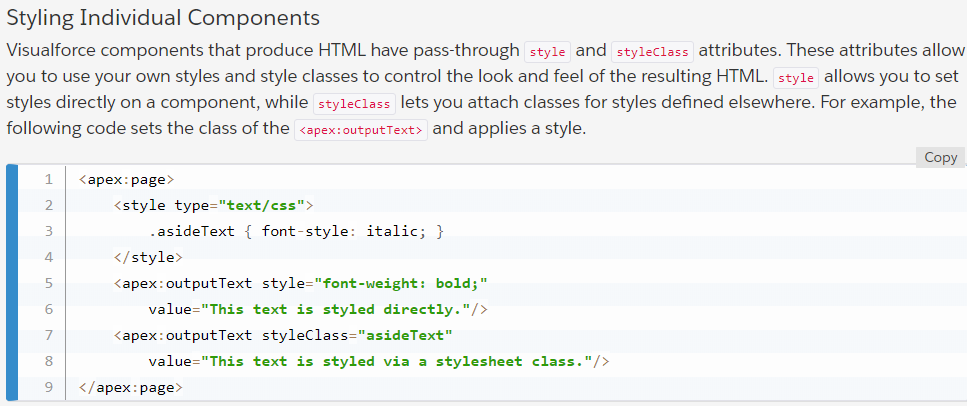 Styling Individual Components
Visualforce components that produce HTML have pass-through style and styleClass attributes. These attributes allow
you to use your own styles and style classes to control the look and feel of the resulting HTML. style allows you to set
styles directly on a component, while styleClass lets you attach classes for styles defined elsewhere. For example, the
following code sets the class of the <apex:outputText> and applies a style.
Copy
1 <apex:page>
2     <style type="text/css">
3         .asideText { font-style: italic; }
4     </style>
5     <apex:outputText style="font-weight: bold;"
6         value="This text is styled directly."/>
7     <apex:outputText styleClass="asideText"
8         value="This text is styled via a stylesheet class."/>
9 </apex:page>